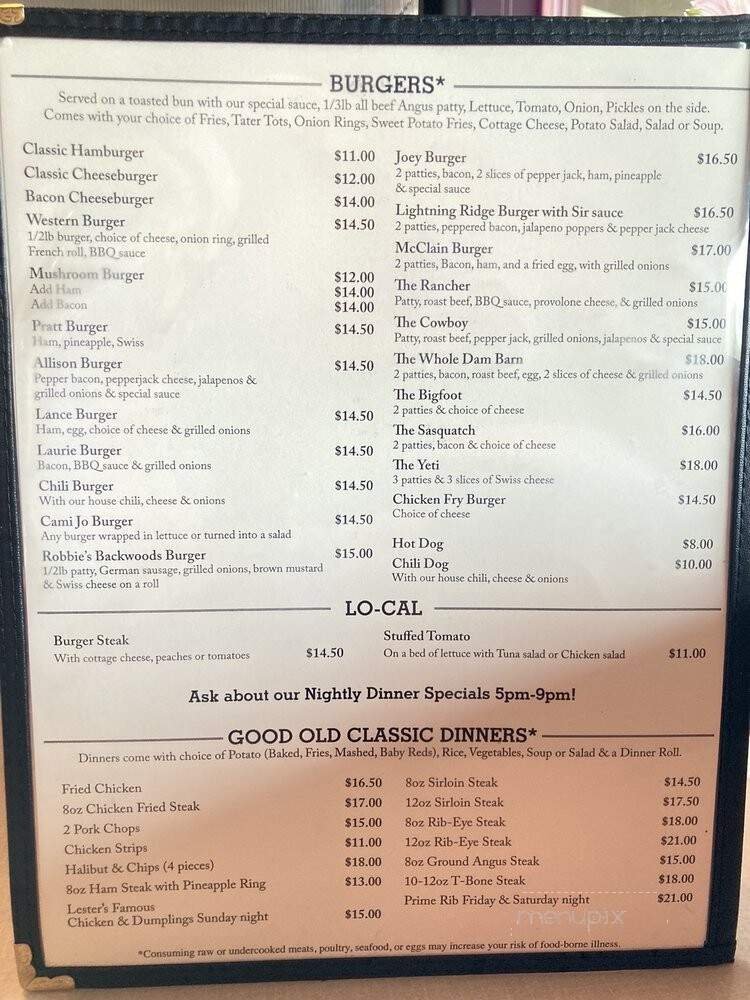 BURGERS*
Served on a toasted bun with our special sauce, 1/3lb all beef Angus patty, Lettuce, Tomato, Onion, Pickles on the side.
Comes with your choice of Fries, Tater Tots, Onion Rings, Sweet Potato Fries, Cottage Cheese, Potato Salad, Salad or Soup.
Classic Hamburger $11.00
Classic Cheeseburger $12.00
Bacon Cheeseburger $14.00
Western Burger $14.50
1/2lb burger, choice of cheese, onion ring, grilled
French roll, BBQ sauce
Mushroom Burger $12.00
Add Ham $14.00
Add Bacon $14.00
Pratt Burger $14.50
Ham, pineapple, Swiss
Allison Burger $14.50
Pepper bacon, pepperjack cheese, jalapenos &
grilled onions & special sauce
Lance Burger $14.50
Ham, egg, choice of cheese & grilled onions
Laurie Burger $14.50
Bacon, BBQ sauce & grilled onions
Chili Burger $14.50
With our house chili, cheese & onions
Cami Jo Burger $14.50
Any burger wrapped in lettuce or turned into a salad
Robbie's Backwoods Burger $15.00
1/2lb patty, German sausage, grilled onions, brown mustard
& Swiss cheese on a roll
Joey Burger $16.50
2 patties, bacon, 2 slices of pepper jack, ham, pineapple
& special sauce
Lightning Ridge Burger with Sir sauce $16.50
2 patties, peppered bacon, jalapeno poppers & pepper jack cheese
McClain Burger $17.00
2 patties, Bacon, ham, and a fried egg, with grilled onions
The Rancher $15.00
Patty, roast beef, BBQ sauce, provolone cheese, & grilled onions
The Cowboy $15.00
Patty, roast beef, pepper jack, grilled onions, jalapenos & special sauce
The Whole Dam Barn $18.00
2 patties, bacon, roast beef, egg, 2 slices of cheese & grilled onions
The Bigfoot $14.50
2 patties & choice of cheese
The Sasquatch $16.00
2 patties, bacon & choice of cheese
The Yeti $18.00
3 patties & 3 slices of Swiss cheese
Chicken Fry Burger $14.50
Choice of cheese
Hot Dog $8.00
Chili Dog $10.00
With our house chili, cheese & onions
LO-CAL
Burger Steak
With cottage cheese, peaches or tomatoes $14.50
Stuffed Tomato
On a bed of lettuce with Tuna salad or Chicken salad $11.00
Ask about our Nightly Dinner Specials 5pm-9pm!
GOOD OLD CLASSIC DINNERS*
Dinners come with choice of Potato (Baked, Fries, Mashed, Baby Reds), Rice, Vegetables, Soup or Salad & a Dinner Roll.
Fried Chicken $16.50
8oz Chicken Fried Steak $17.00
2 Pork Chops $15.00
Chicken Strips $11.00
Halibut & Chips (4 pieces) $18.00
8oz Ham Steak with Pineapple Ring $13.00
Lester's Famous
Chicken & Dumplings Sunday night $15.00
8oz Sirloin Steak $14.50
12oz Sirloin Steak $17.50
8oz Rib-Eye Steak $18.00
12oz Rib-Eye Steak $21.00
8oz Ground Angus Steak $15.00
10-12oz T-Bone Steak $18.00
Prime Rib Friday & Saturday night $21.00
menupix
*Consuming raw or undercooked meats, poultry, seafood, or eggs may increase your risk of food-borne illness.